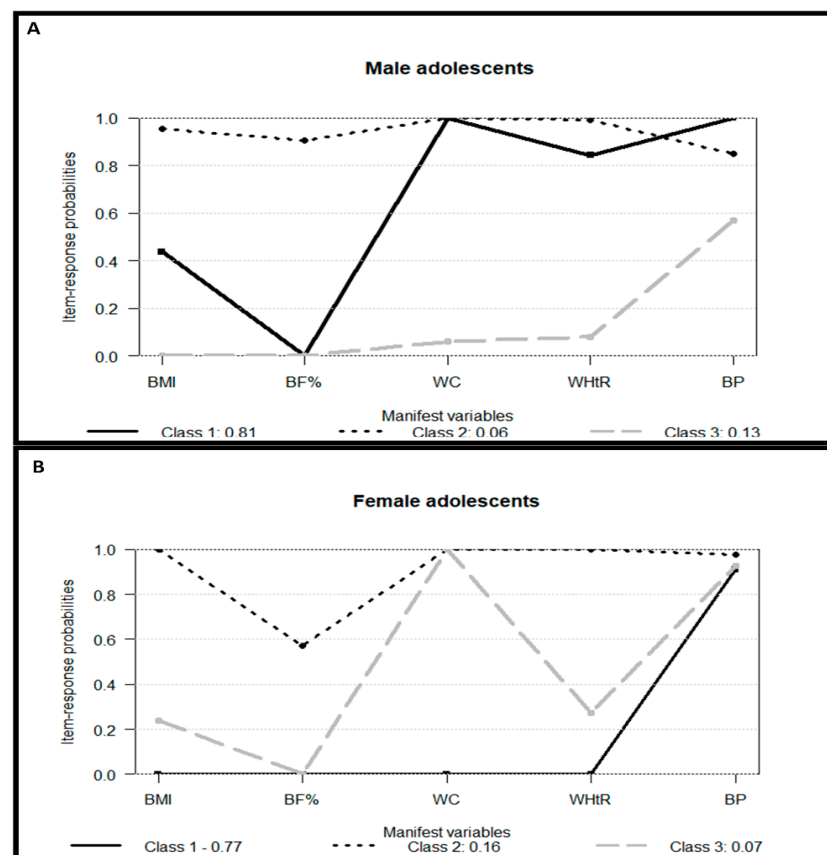 A
Male adolescents
Item-response probabilities
1.0
0.8
0.6
0.4
0.2
0.0
BMI BF% WC WHtR BP
Manifest variables
Class 1: 0.81 Class 2: 0.06 Class 3: 0.13
B
Female adolescents
Item-response probabilities
1.0
0.8
0.6
0.4
0.2
0.0
BMI BF% WC WHtR BP
Manifest variables
Class 1 - 0.77 Class 2: 0.16 Class 3: 0.07